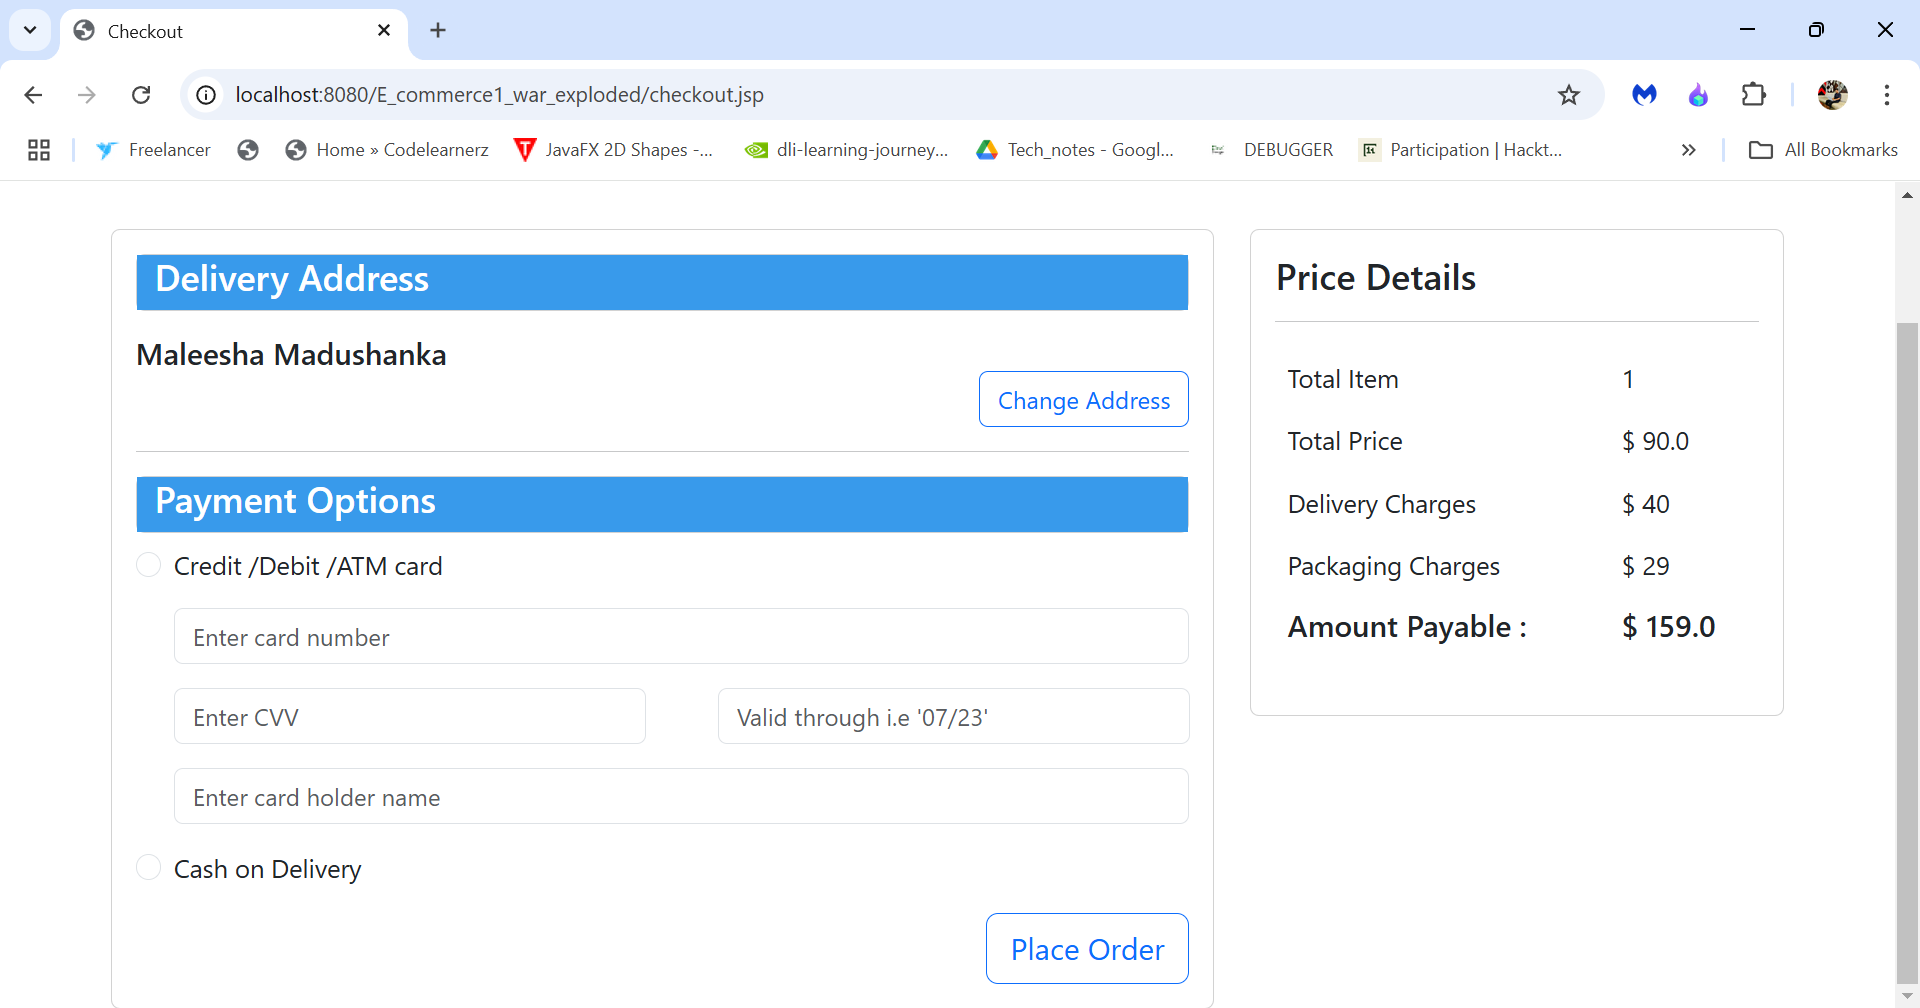 Checkout
localhost:8080/E_commerce1_war_exploded/checkout.jsp
Freelancer
Home » Codelearnerz
T JavaFX 2D Shapes -...
dli-learning-journey...
Tech_notes - Googl...
DEBUGGER
Participation | Hackt...
All Bookmarks
Delivery Address
Maleesha Madushanka
Change Address
Payment Options
Credit /Debit /ATM card
Enter card number
Enter CVV
Valid through i.e '07/23'
Enter card holder name
Cash on Delivery
Place Order
Price Details
Total Item 1
Total Price $ 90.0
Delivery Charges $ 40
Packaging Charges $ 29
Amount Payable : $ 159.0